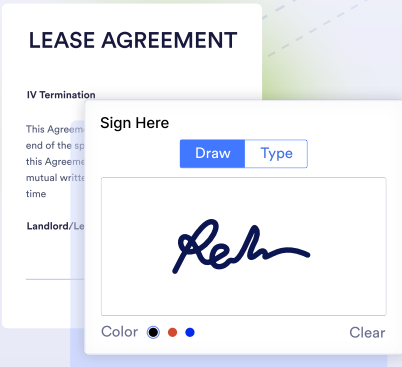 LEASE AGREEMENT
IV Termination
This Agreeme
end of the sp
this Agreeme
mutual writte
time
Landlord/Le
Sign Here
Draw
Type
Color
Clear